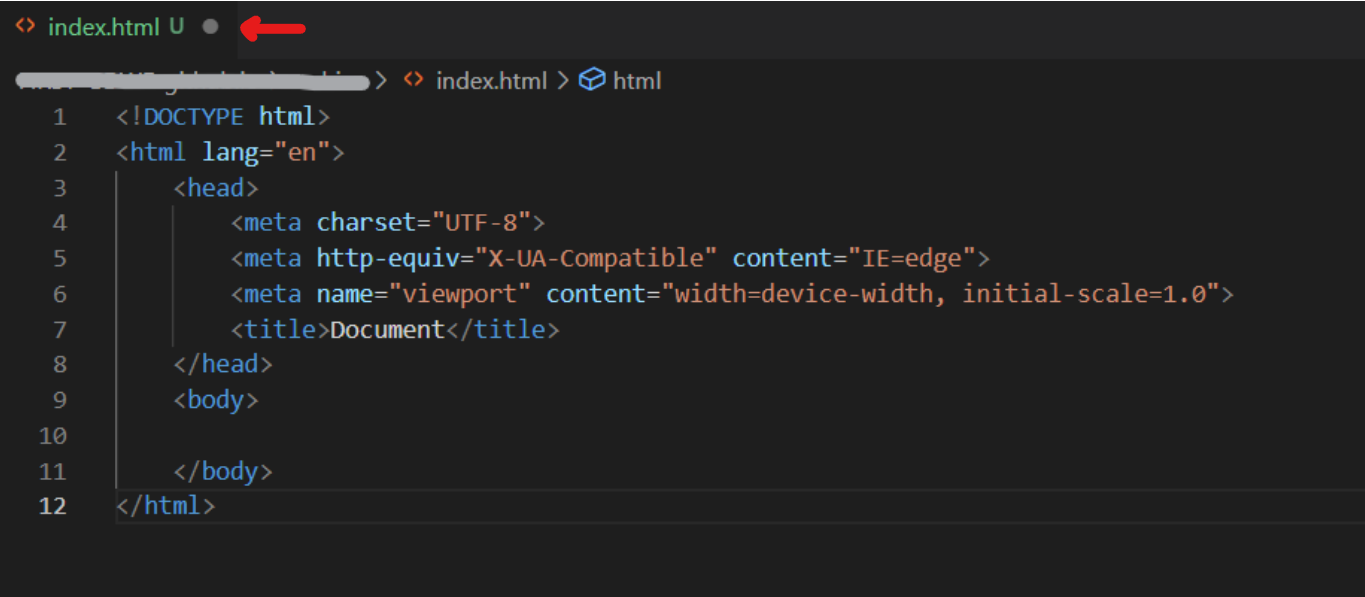 index.html U
index.html > html
1 <!DOCTYPE html>
2 <html lang="en">
3 <head>
4 <meta charset="UTF-8">
5 <meta http-equiv="X-UA-Compatible" content="IE=edge">
6 <meta name="viewport" content="width=device-width, initial-scale=1.0">
7 <title>Document</title>
8 </head>
9 <body>
10
11 </body>
12 </html>